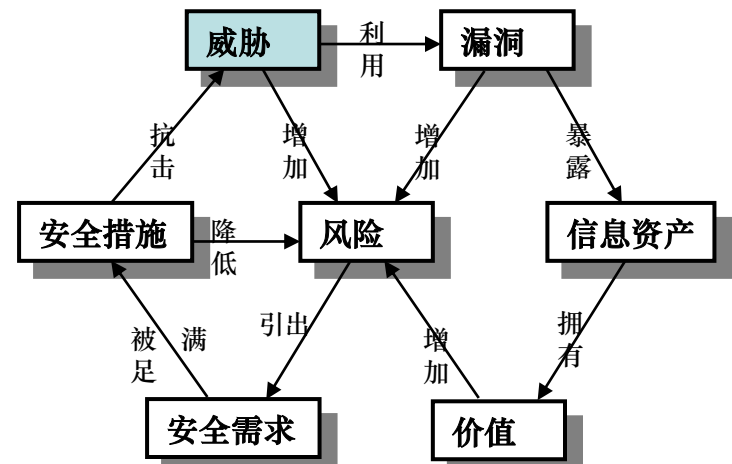 威胁
利
用
漏洞
抗
击
增
加
增
加
暴
露
安全措施
降
低
风险
信息资产
被 满
足
引出
增
加
拥
有
安全需求
价值